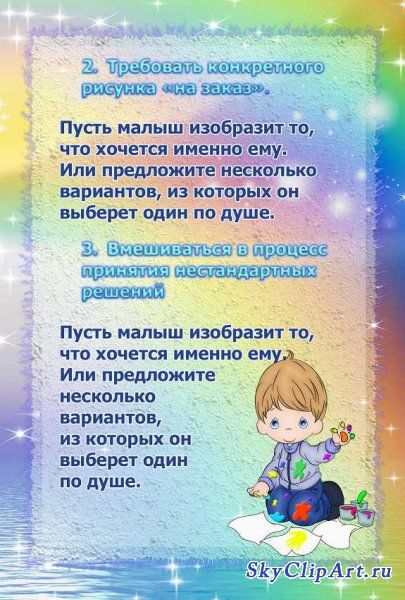 2. Требовать конкретного
рисунка «на заказ».
Пусть малыш изобразит то,
что хочется именно ему.
Или предложите несколько
вариантов, из которых он
выберет один по душе.
3. Вмешиваться в процесс
принятия нестандартных
решений
Пусть малыш изобразит то,
что хочется именно ему.
Или предложите
несколько
вариантов,
из которых он
выберет один
по душе.
SkyClipArt.ru